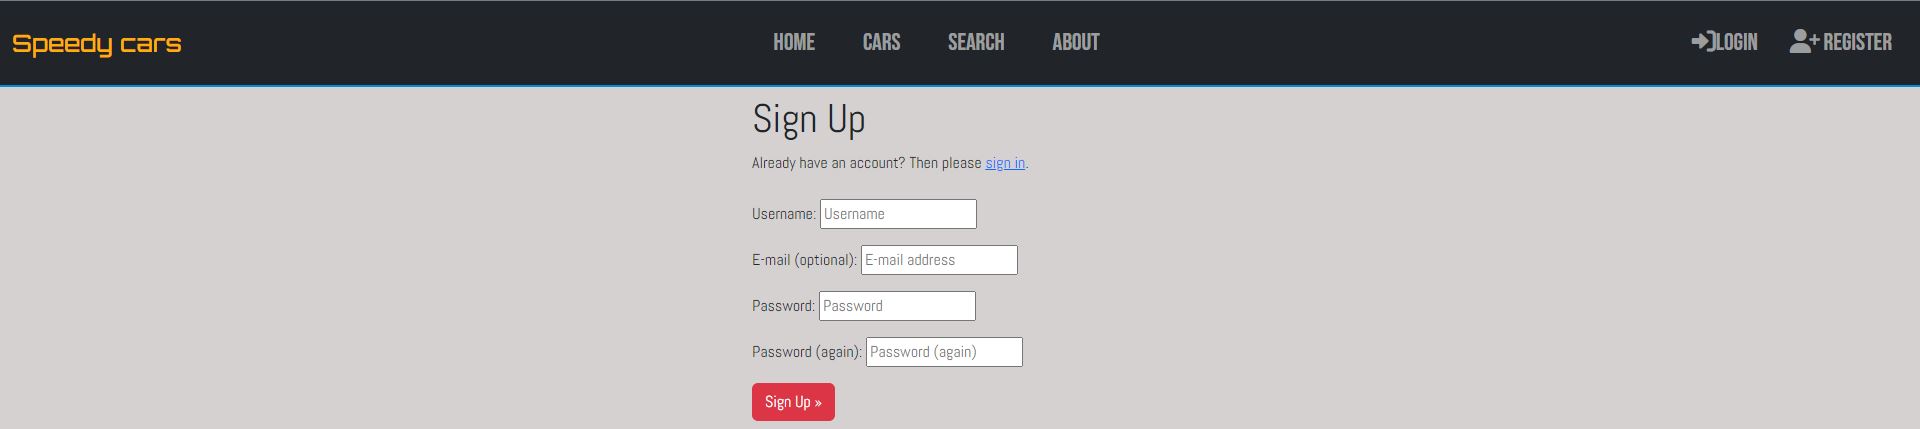 Speedy cars HOME CARS SEARCH ABOUT LOGIN REGISTER
Sign Up
Already have an account? Then please sign in.
Username: Username
E-mail (optional): E-mail address
Password: Password
Password (again): Password (again)
Sign Up »